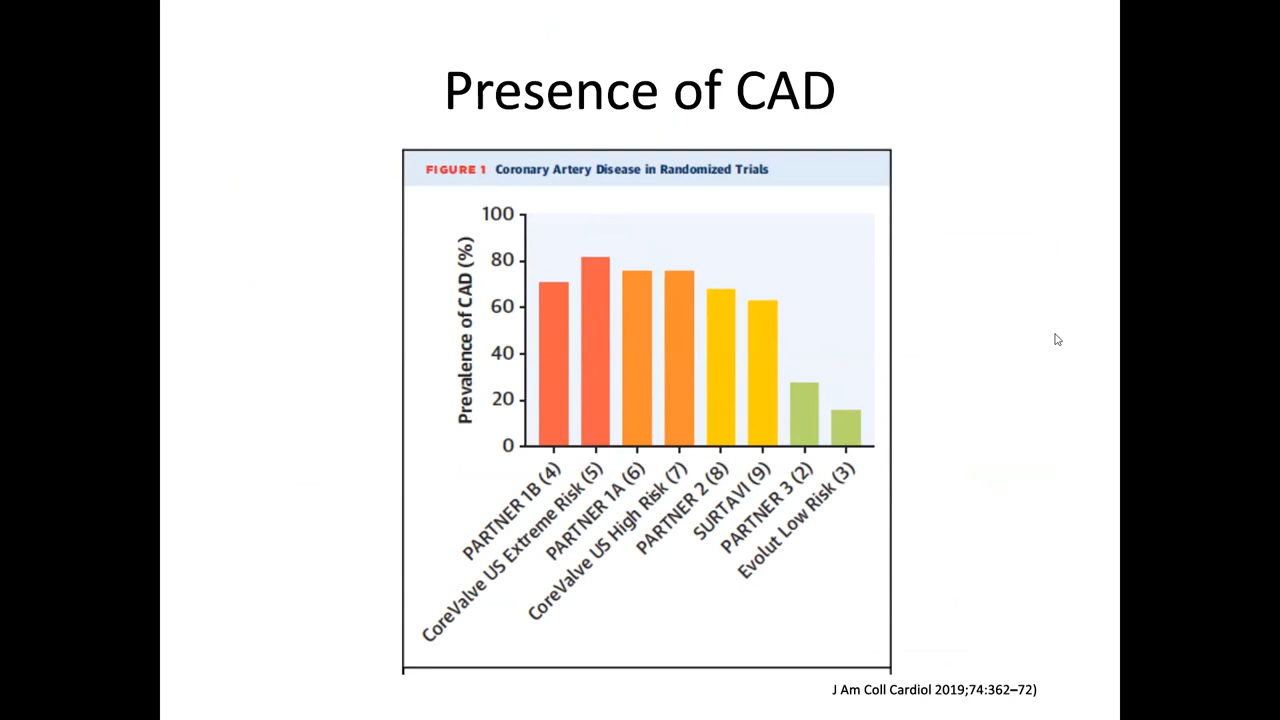 Presence of CAD
FIGURE 1 Coronary Artery Disease in Randomized Trials
Prevalence of CAD (%)
100
80
60
40
20
0
PARTNER 1B (4)
CoreValve US Extreme Risk (5)
PARTNER 1A (6)
CoreValve US High Risk (7)
PARTNER 2 (8)
SURTAVI (9)
PARTNER 3 (2)
Evolut Low Risk (3)
J Am Coll Cardiol 2019;74:362–72)